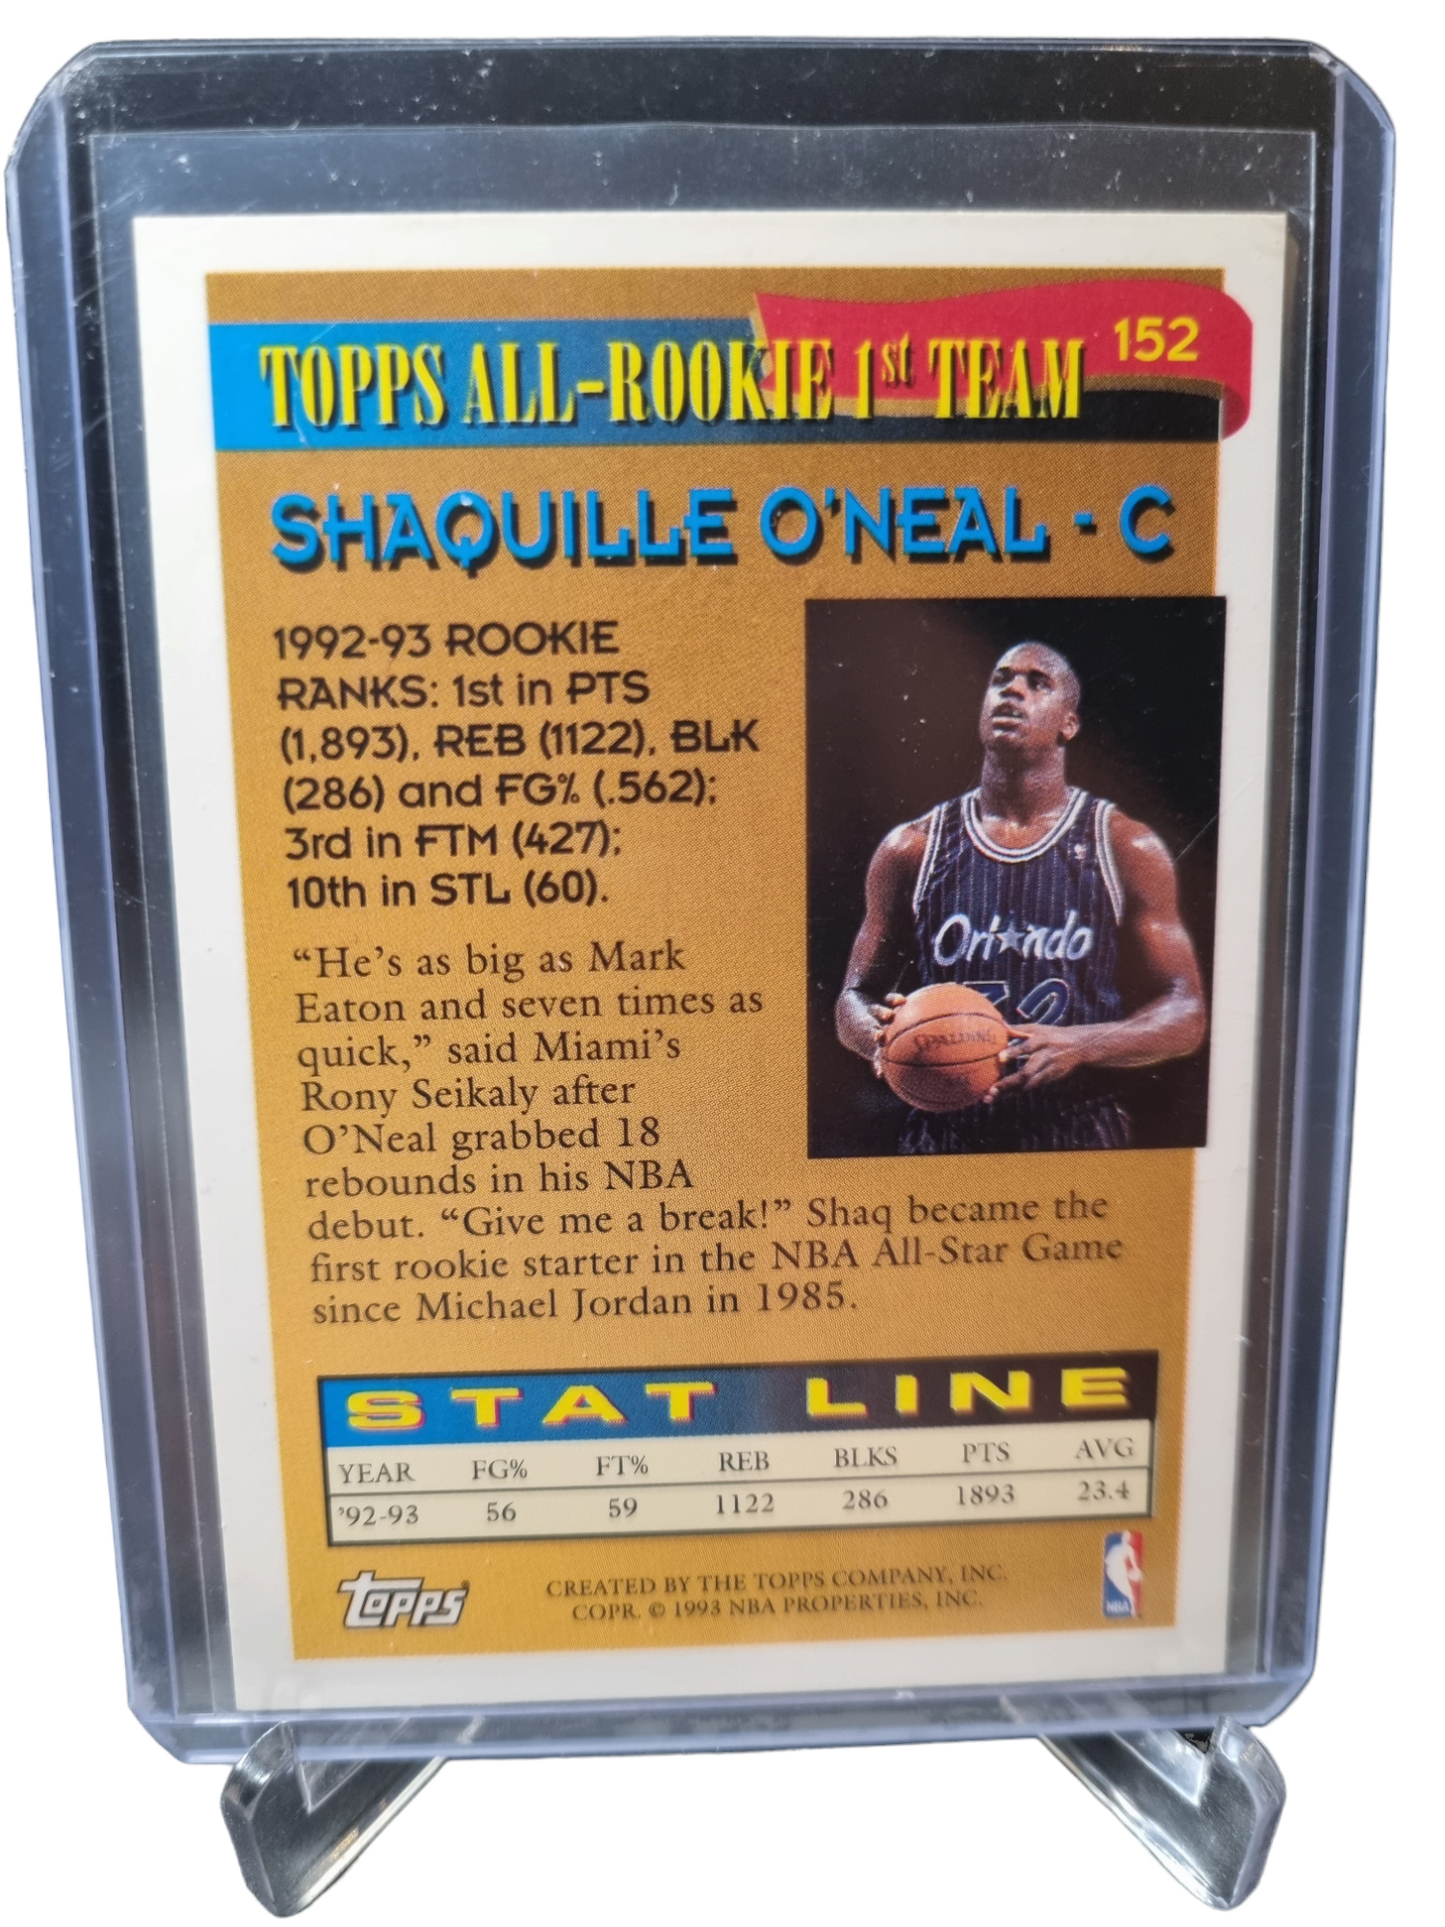 TOPPS ALL-ROOKIE 1st TEAM 152
SHAQUILLE O'NEAL - C
1992-93 ROOKIE
RANKS: 1st in PTS
(1,893), REB (1122), BLK
(286) and FG% (.562);
3rd in FTM (427);
10th in STL (60).
“He’s as big as Mark
Eaton and seven times as
quick,” said Miami’s
Rony Seikaly after
O’Neal grabbed 18
rebounds in his NBA
debut. “Give me a break!” Shaq became the
first rookie starter in the NBA All-Star Game
since Michael Jordan in 1985.
Orlando
32
SPALDING
STAT LINE
YEAR FG% FT% REB BLKS PTS AVG
’92-93 56 59 1122 286 1893 23.4
topps®
CREATED BY THE TOPPS COMPANY, INC.
COPR. © 1993 NBA PROPERTIES, INC.
NBA